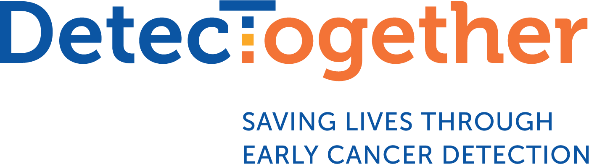 DetecTogether
SAVING LIVES THROUGH
EARLY CANCER DETECTION